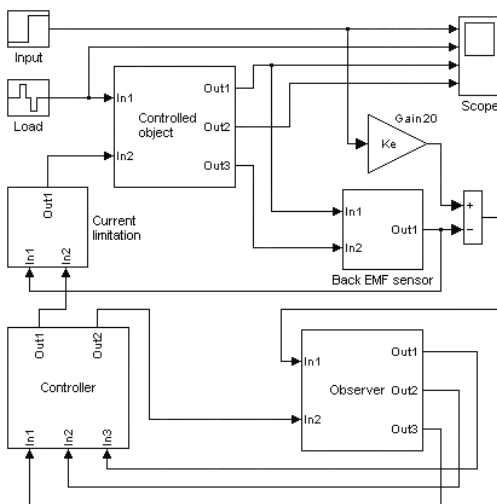 Input
Load
In1
In2
Controlled
object
Out1
Out2
Out3
Scope
Gain20
Ke
Out1
In1
In2
Current
limitation
In1
In2
Out1
Back EMF sensor
+
−
Out1
Out2
Controller
In1
In2
In3
In1
In2
Observer
Out1
Out2
Out3